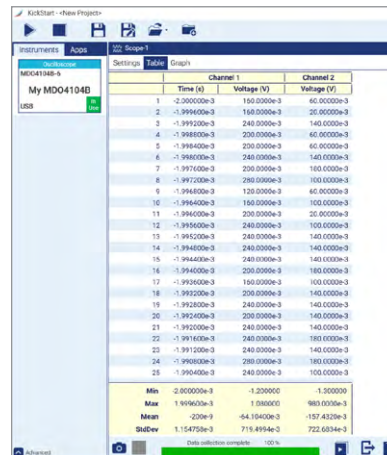 KickStart - <New Project>
Instruments Apps
Scope-1
Oscilloscope
MDO4104B-6
My MDO4104B
USB
In Use
Settings Table Graph
Channel 1 Channel 2
Time (s) Voltage (V) Voltage (V)
1 -2.000000e-3 160.0000e-3 60.00000e-3
2 -1.999600e-3 160.0000e-3 20.00000e-3
3 -1.999200e-3 240.0000e-3 140.0000e-3
4 -1.998800e-3 200.0000e-3 60.00000e-3
5 -1.998400e-3 200.0000e-3 60.00000e-3
6 -1.998000e-3 240.0000e-3 140.0000e-3
7 -1.997600e-3 200.0000e-3 100.0000e-3
8 -1.997200e-3 280.0000e-3 100.0000e-3
9 -1.996800e-3 120.0000e-3 60.00000e-3
10 -1.996400e-3 160.0000e-3 100.0000e-3
11 -1.996000e-3 200.0000e-3 20.00000e-3
12 -1.995600e-3 240.0000e-3 100.0000e-3
13 -1.995200e-3 240.0000e-3 140.0000e-3
14 -1.994800e-3 240.0000e-3 140.0000e-3
15 -1.994400e-3 240.0000e-3 140.0000e-3
16 -1.994000e-3 200.0000e-3 180.0000e-3
17 -1.993600e-3 160.0000e-3 100.0000e-3
18 -1.993200e-3 200.0000e-3 140.0000e-3
19 -1.992800e-3 240.0000e-3 140.0000e-3
20 -1.992400e-3 200.0000e-3 100.0000e-3
21 -1.992000e-3 240.0000e-3 140.0000e-3
22 -1.991600e-3 240.0000e-3 180.0000e-3
23 -1.991200e-3 240.0000e-3 140.0000e-3
24 -1.990800e-3 280.0000e-3 180.0000e-3
25 -1.990400e-3 240.0000e-3 100.0000e-3
Min -2.000000e-3 -1.200000 -1.300000
Max 1.999600e-3 1.080000 980.0000e-3
Mean -200e-9 -64.10400e-3 -157.4320e-3
StdDev 1.154758e-3 719.4994e-3 722.6034e-3
Advanced
Data collection complete 100 %